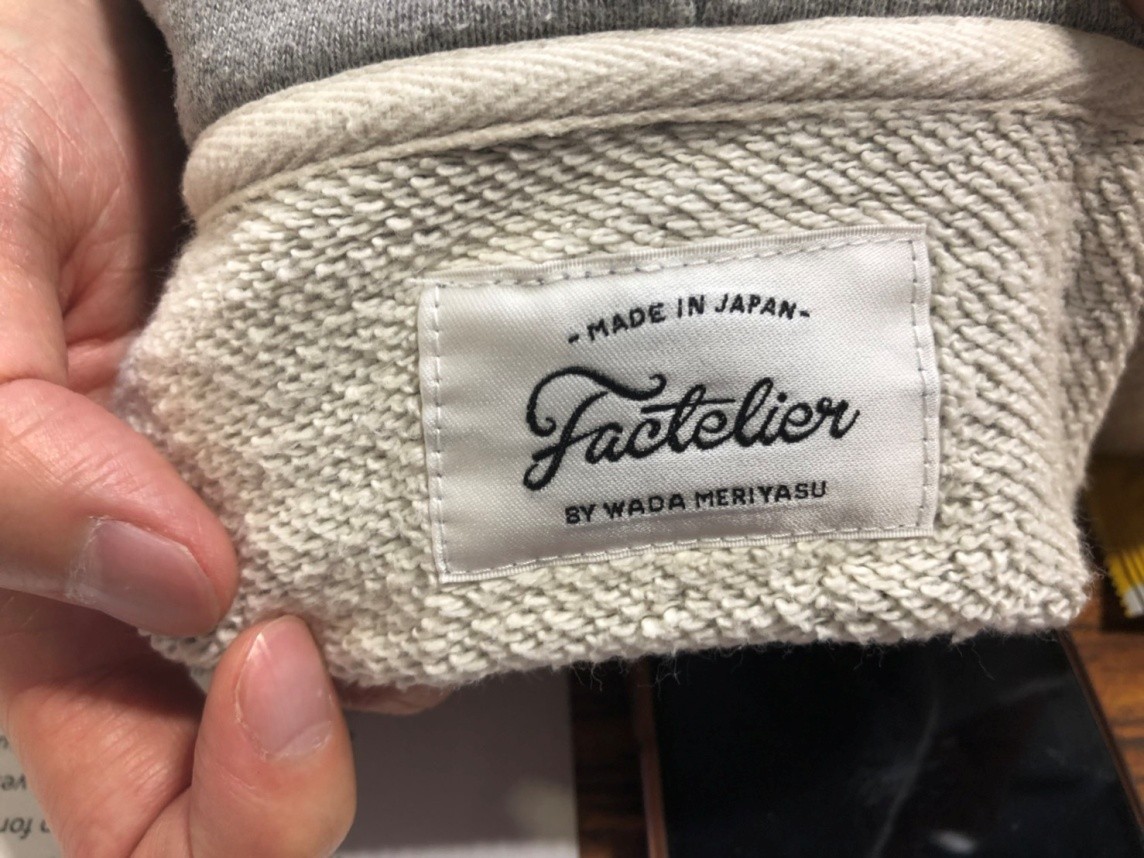 -MADE IN JAPAN-
Factelier
BY WADA MERIYASU